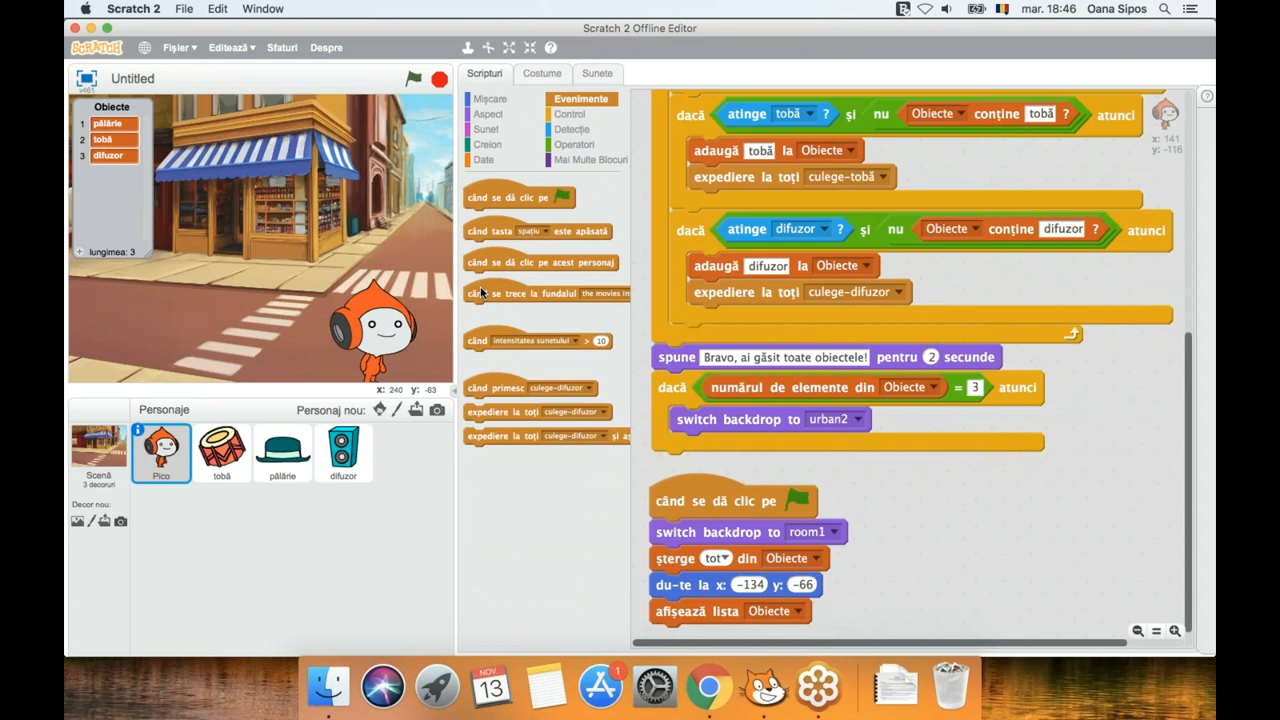 Scratch 2 File Edit Window mar. 18:46 Oana Sipos
Scratch 2 Offline Editor
SCRATCH Fișier Editează Sfaturi Despre
v461 Untitled
Scripturi Costume Sunete
Obiecte
1 pălărie
2 tobă
3 difuzor
+ lungimea: 3
x: 240 y: -63
Mișcare Evenimente
Aspect Control
Sunet Detecție
Creion Operatori
Date Mai Multe Blocuri
când se dă clic pe
când tasta spațiu este apăsată
când se dă clic pe acest personaj
când se trece la fundalul the movies in
când intensitatea sunetului > 10
când primesc culege-difuzor
expediere la toți culege-difuzor
expediere la toți culege-difuzor și aș
dacă atinge tobă ? și nu Obiecte conține tobă ? atunci
adaugă tobă la Obiecte
expediere la toți culege-tobă
dacă atinge difuzor ? și nu Obiecte conține difuzor ? atunci
adaugă difuzor la Obiecte
expediere la toți culege-difuzor
spune Bravo, ai găsit toate obiectele! pentru 2 secunde
dacă numărul de elemente din Obiecte = 3 atunci
switch backdrop to urban2
când se dă clic pe
switch backdrop to room1
șterge tot din Obiecte
du-te la x: -134 y: -66
afișează lista Obiecte
x: 141
y: -116
Personaje Personaj nou:
Scenă
3 decoruri
Decor nou:
Pico tobă pălărie difuzor
NOV
13
1